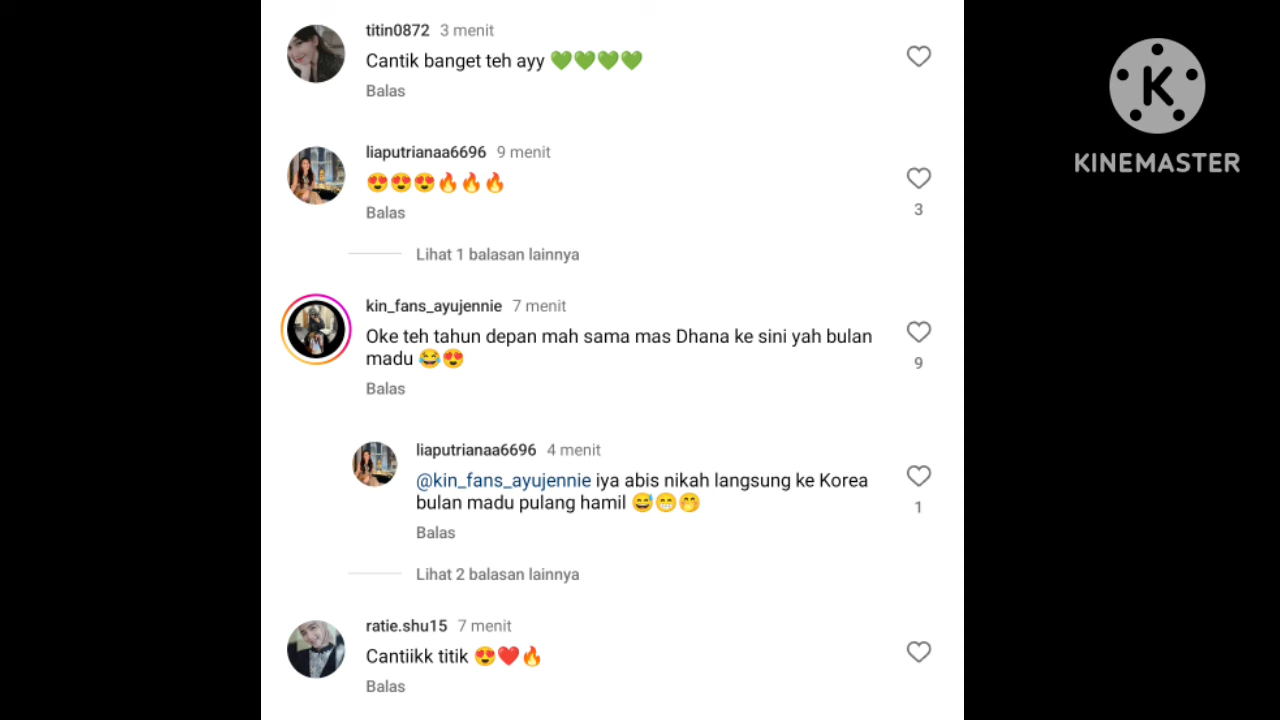 titin0872 3 menit
Cantik banget teh ayy 💚💚💚💚
Balas
liaputrianaa6696 9 menit
😍😍😍🔥🔥🔥
3
Balas
Lihat 1 balasan lainnya
kin_fans_ayujennie 7 menit
Oke teh tahun depan mah sama mas Dhana ke sini yah bulan
madu 😂😍
9
Balas
liaputrianaa6696 4 menit
@kin_fans_ayujennie iya abis nikah langsung ke Korea
bulan madu pulang hamil 😅😁🤭
1
Balas
Lihat 2 balasan lainnya
ratie.shu15 7 menit
Cantiikk titik 😍❤️🔥
Balas
K
KINEMASTER